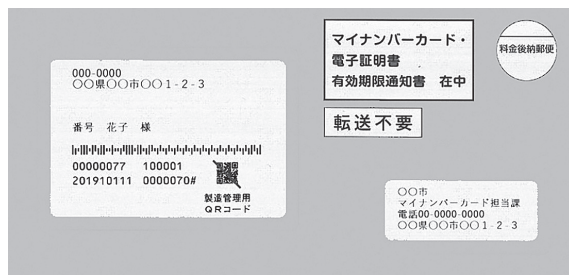 000-0000
〇〇県〇〇市〇〇1-2-3
番号 花子 様
00000077 100001
201910111 0000070#
製造管理用
QRコード
マイナンバーカード・
電子証明書
有効期限通知書 在中
転送不要
料金後納郵便
〇〇市
マイナンバーカード担当課
電話00-0000-0000
〇〇県〇〇市〇〇1-2-3